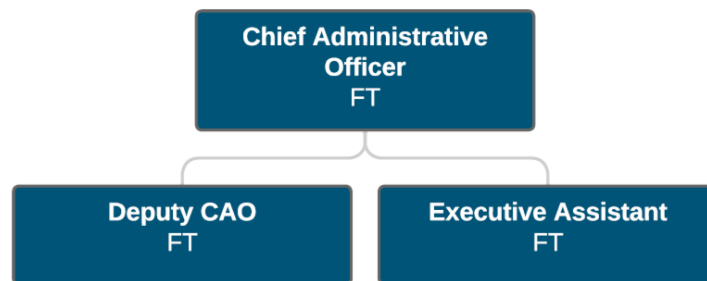 Chief Administrative
Officer
FT
Deputy CAO
FT
Executive Assistant
FT